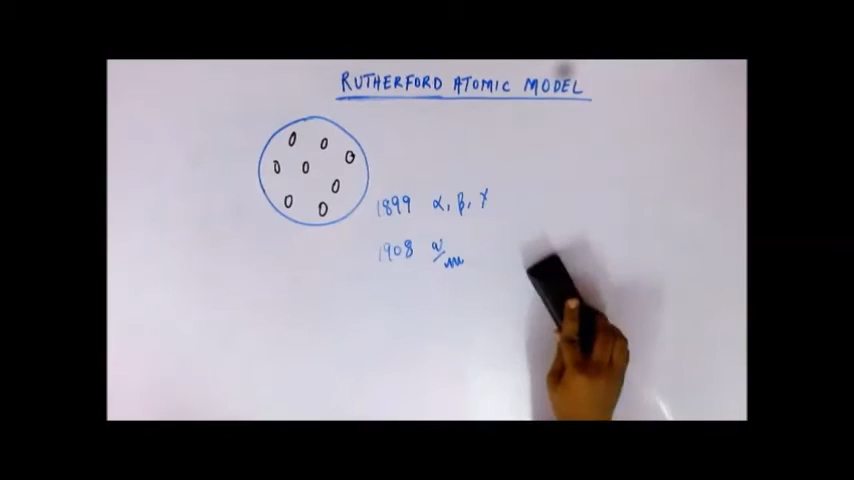 RUTHERFORD ATOMIC MODEL
1899 α, β, γ
1908